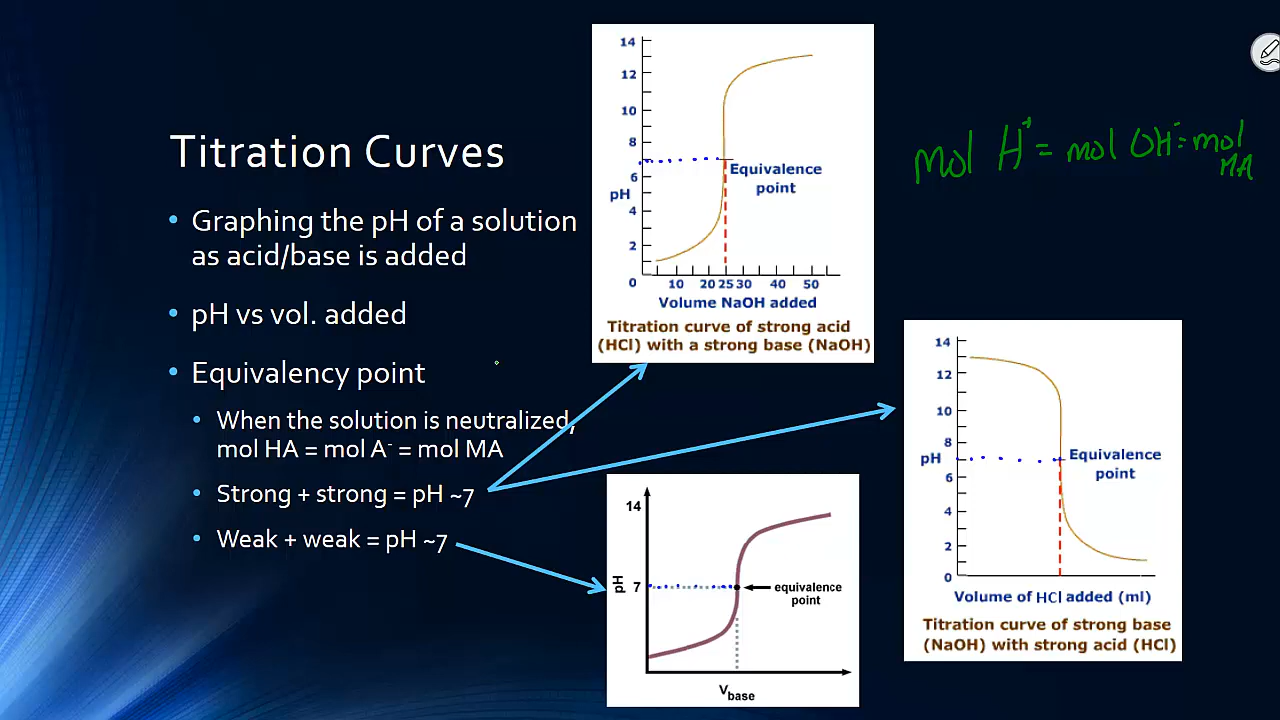 Titration Curves
• Graphing the pH of a solution
as acid/base is added
• pH vs vol. added
• Equivalency point
• When the solution is neutralized,
mol HA = mol A⁻ = mol MA
• Strong + strong = pH ~7
• Weak + weak = pH ~7
14
12
10
8
6
pH
4
2
0
10 20 25 30 40 50
Equivalence
point
Volume NaOH added
Titration curve of strong acid
(HCl) with a strong base (NaOH)
mol H⁺ = mol OH⁻ = mol
MA
14
12
10
8
pH
6
4
2
0
Equivalence
point
Volume of HCl added (ml)
Titration curve of strong base
(NaOH) with strong acid (HCl)
14
pH 7
equivalence
point
Vbase